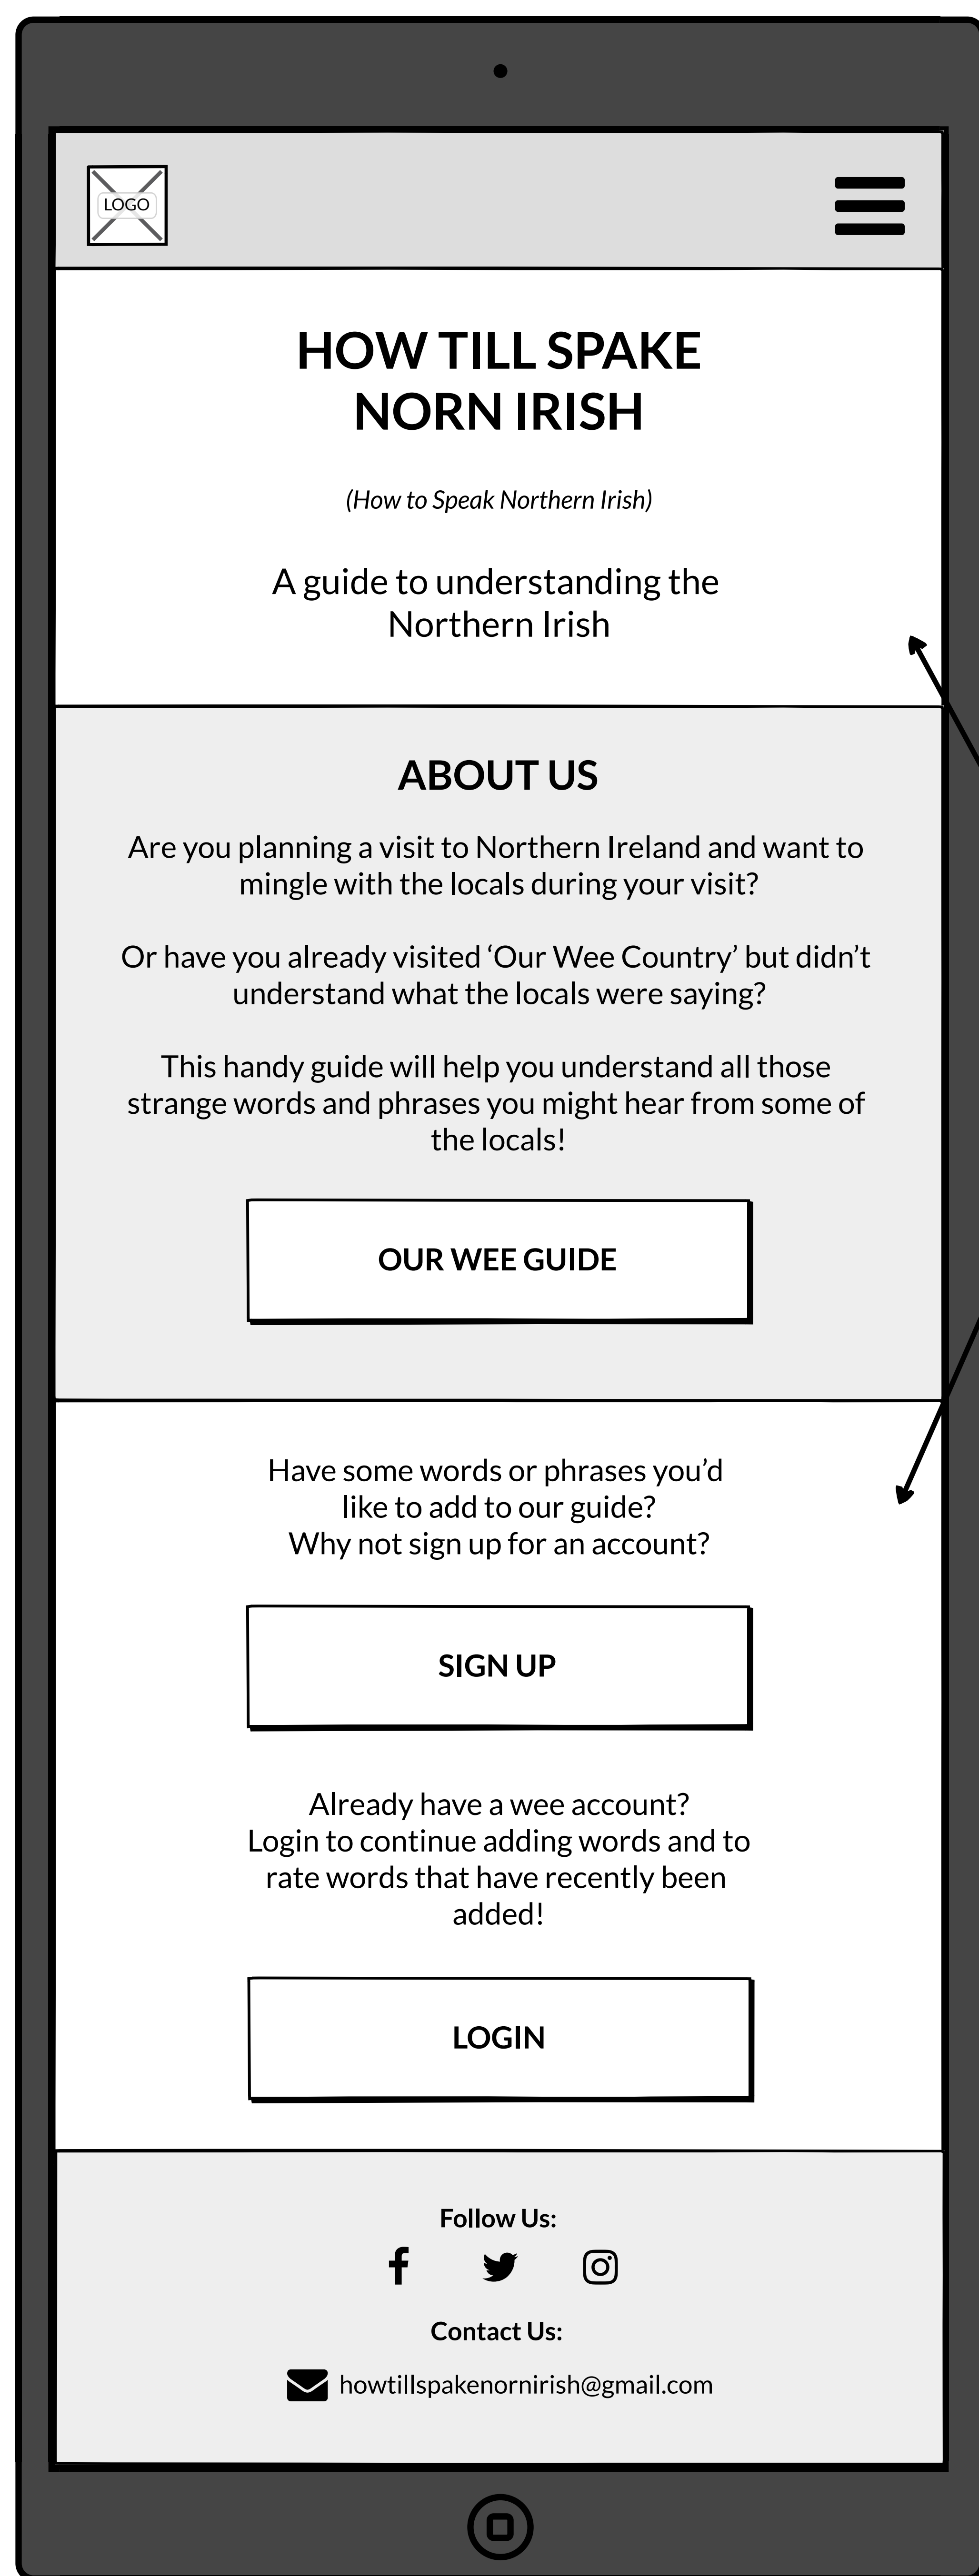 LOGO
HOW TILL SPAKE
NORN IRISH
(How to Speak Northern Irish)
A guide to understanding the
Northern Irish
ABOUT US
Are you planning a visit to Northern Ireland and want to
mingle with the locals during your visit?
Or have you already visited ‘Our Wee Country’ but didn’t
understand what the locals were saying?
This handy guide will help you understand all those
strange words and phrases you might hear from some of
the locals!
OUR WEE GUIDE
Have some words or phrases you’d
like to add to our guide?
Why not sign up for an account?
SIGN UP
Already have a wee account?
Login to continue adding words and to
rate words that have recently been
added!
LOGIN
Follow Us:
Contact Us:
howtillspakenornirish@gmail.com